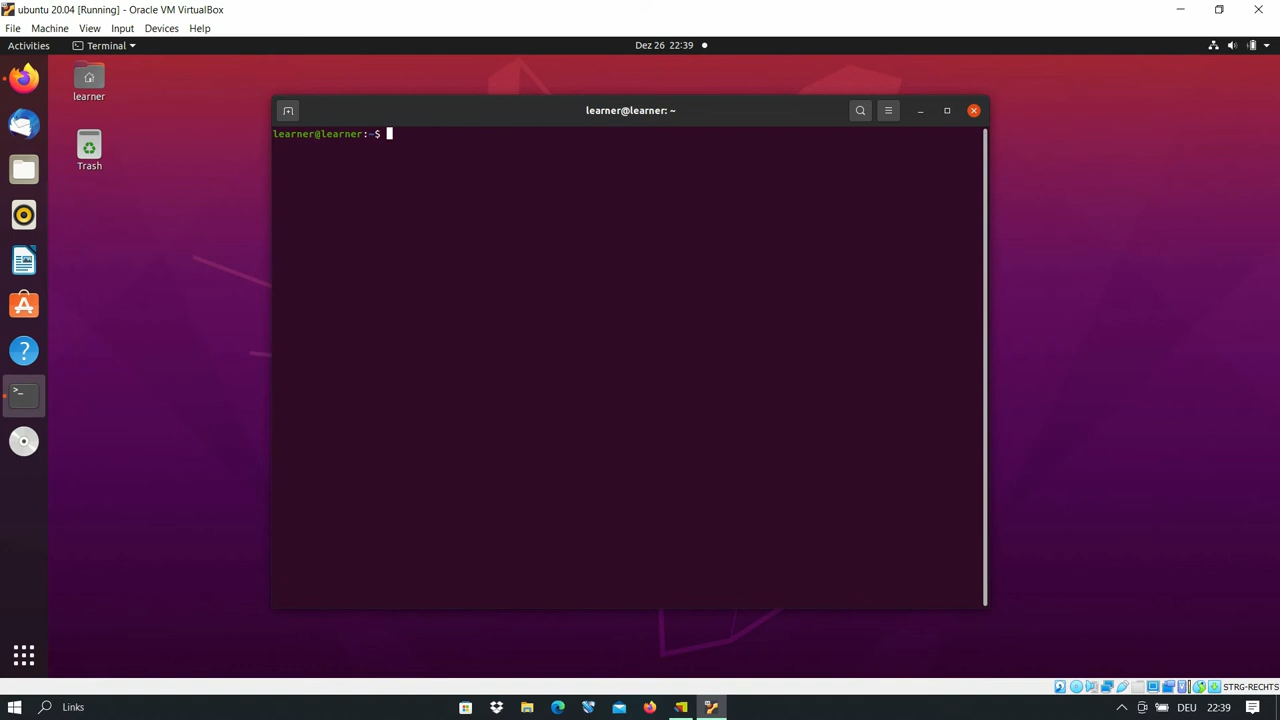 ubuntu 20.04 [Running] - Oracle VM VirtualBox
File Machine View Input Devices Help
Activities Terminal Dez 26 22:39
learner
Trash
learner@learner: ~
learner@learner:~$
STRG-RECHTS
Links DEU 22:39